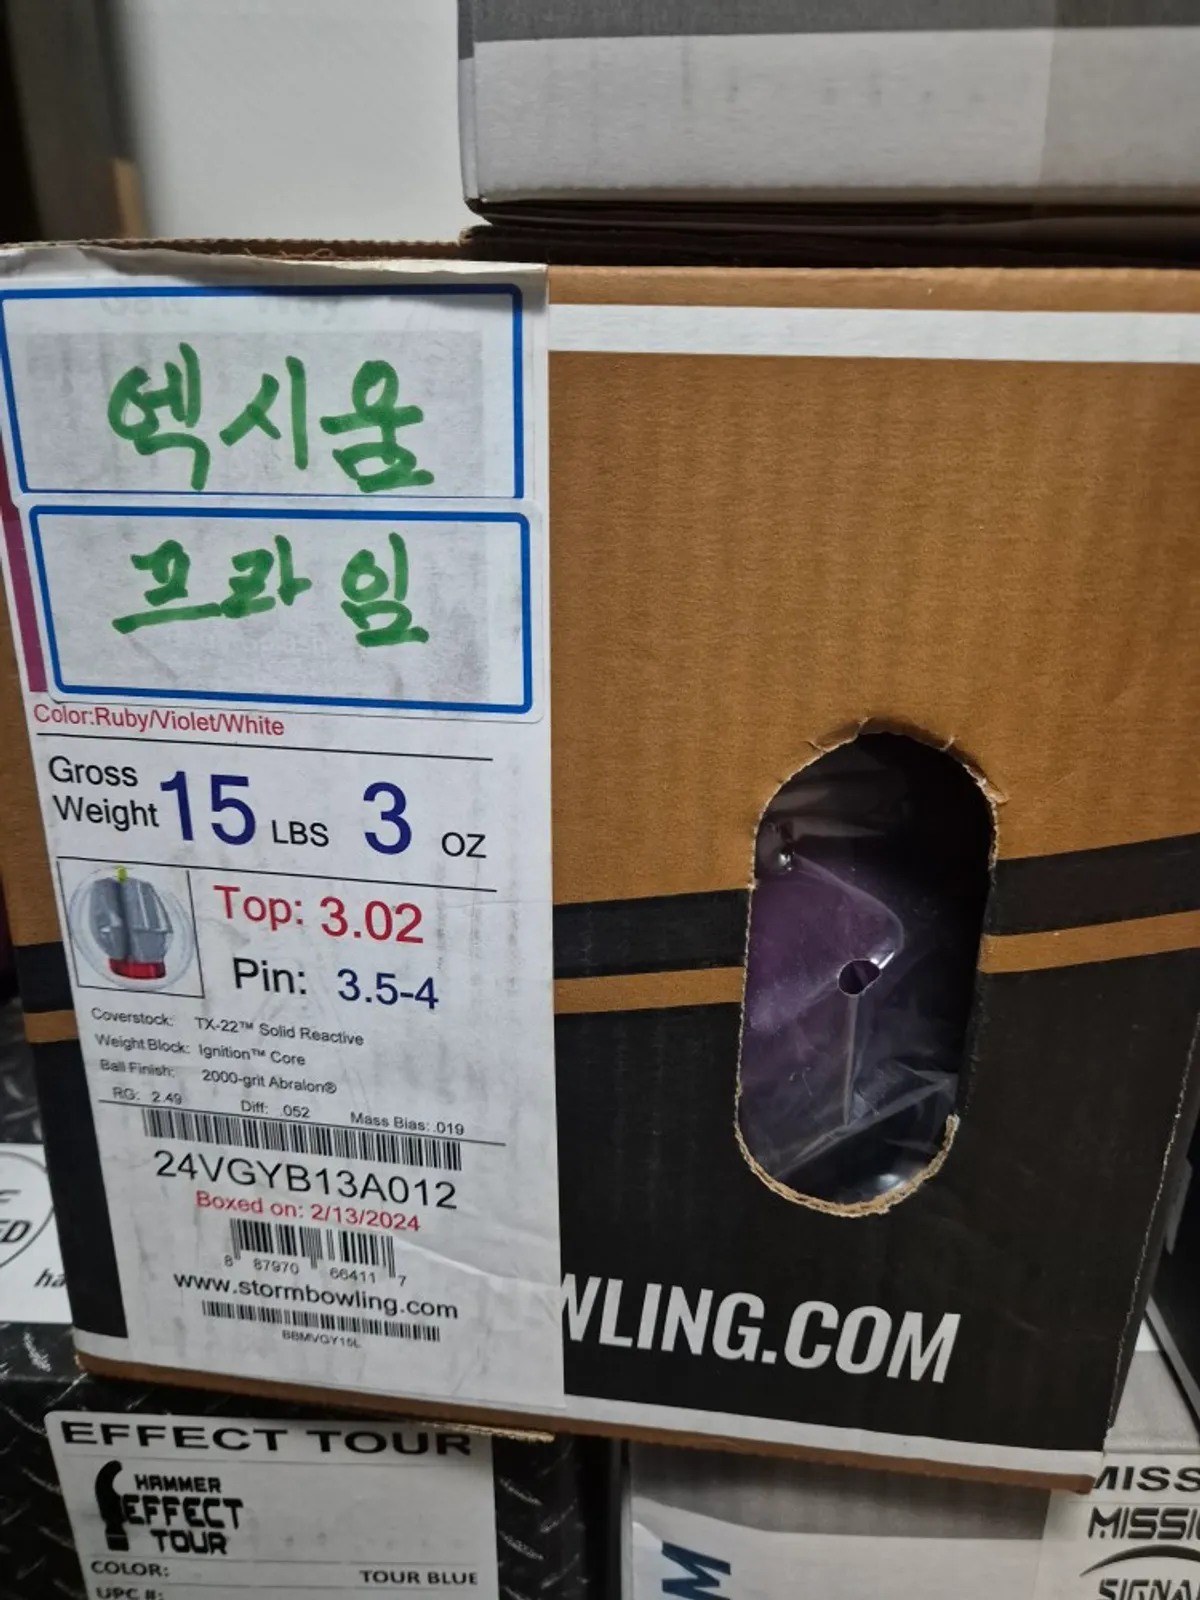 엑시움
프라임
Color:Ruby/Violet/White
Gross Weight 15 LBS 3 OZ
Top: 3.02
Pin: 3.5-4
Coverstock: TX-22™ Solid Reactive
Weight Block: Ignition™ Core
Ball Finish: 2000-grit Abralon®
RG: 2.49 Diff: .052 Mass Bias: .019
24VGYB13A012
Boxed on: 2/13/2024
8 87970 66411 7
www.stormbowling.com
BBMVGY15L
WLING.COM
EFFECT TOUR
HAMMER
EFFECT
TOUR
COLOR: TOUR BLUE
UPC #:
MISS
MISSI
SIGNA